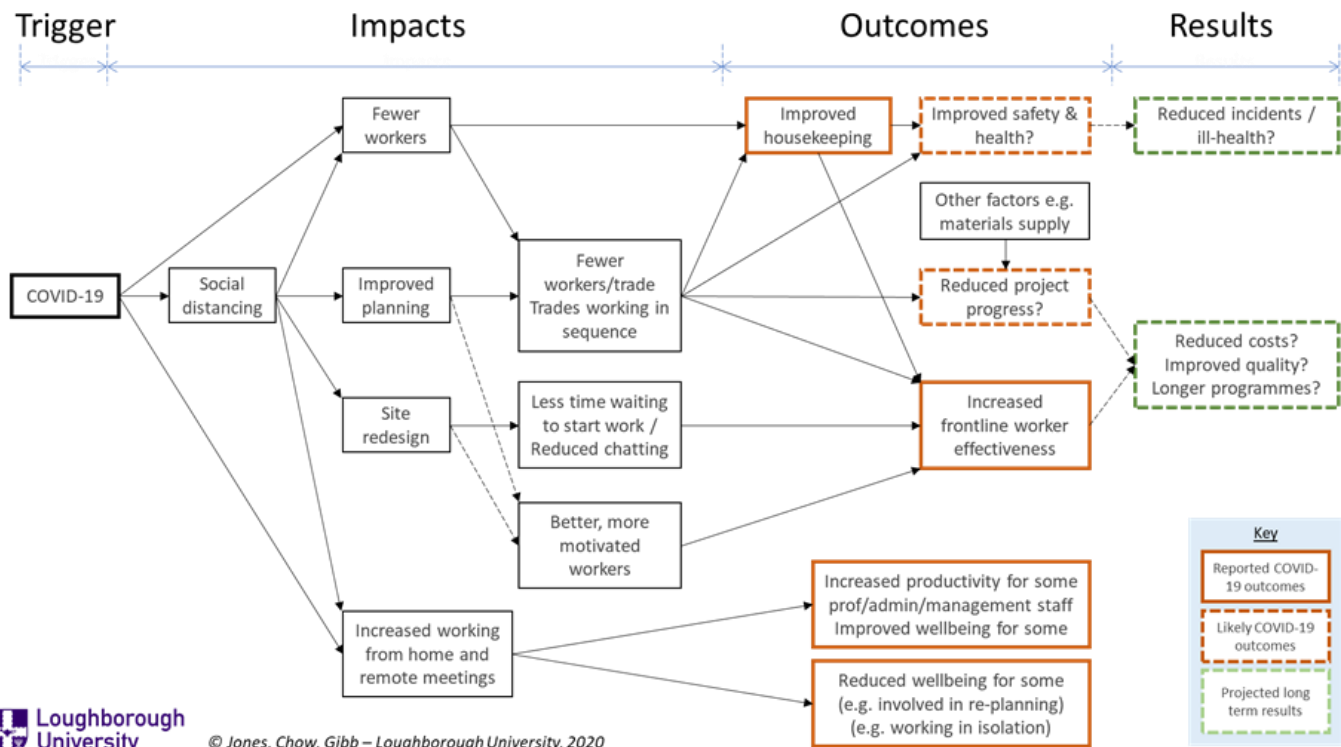 Trigger
Impacts
Outcomes
Results
Fewer
workers
Improved
housekeeping
Improved safety &
health?
Reduced incidents /
ill-health?
Other factors e.g.
materials supply
COVID-19
Social
distancing
Improved
planning
Fewer
workers/trade
Trades working in
sequence
Reduced project
progress?
Reduced costs?
Improved quality?
Longer programmes?
Site
redesign
Less time waiting
to start work /
Reduced chatting
Increased
frontline worker
effectiveness
Better, more
motivated
workers
Increased working
from home and
remote meetings
Increased productivity for some
prof/admin/management staff
Improved wellbeing for some
Reduced wellbeing for some
(e.g. involved in re-planning)
(e.g. working in isolation)
Key
Reported COVID-
19 outcomes
Likely COVID-19
outcomes
Projected long
term results
Loughborough
University
© Jones, Chow, Gibb – Loughborough University, 2020